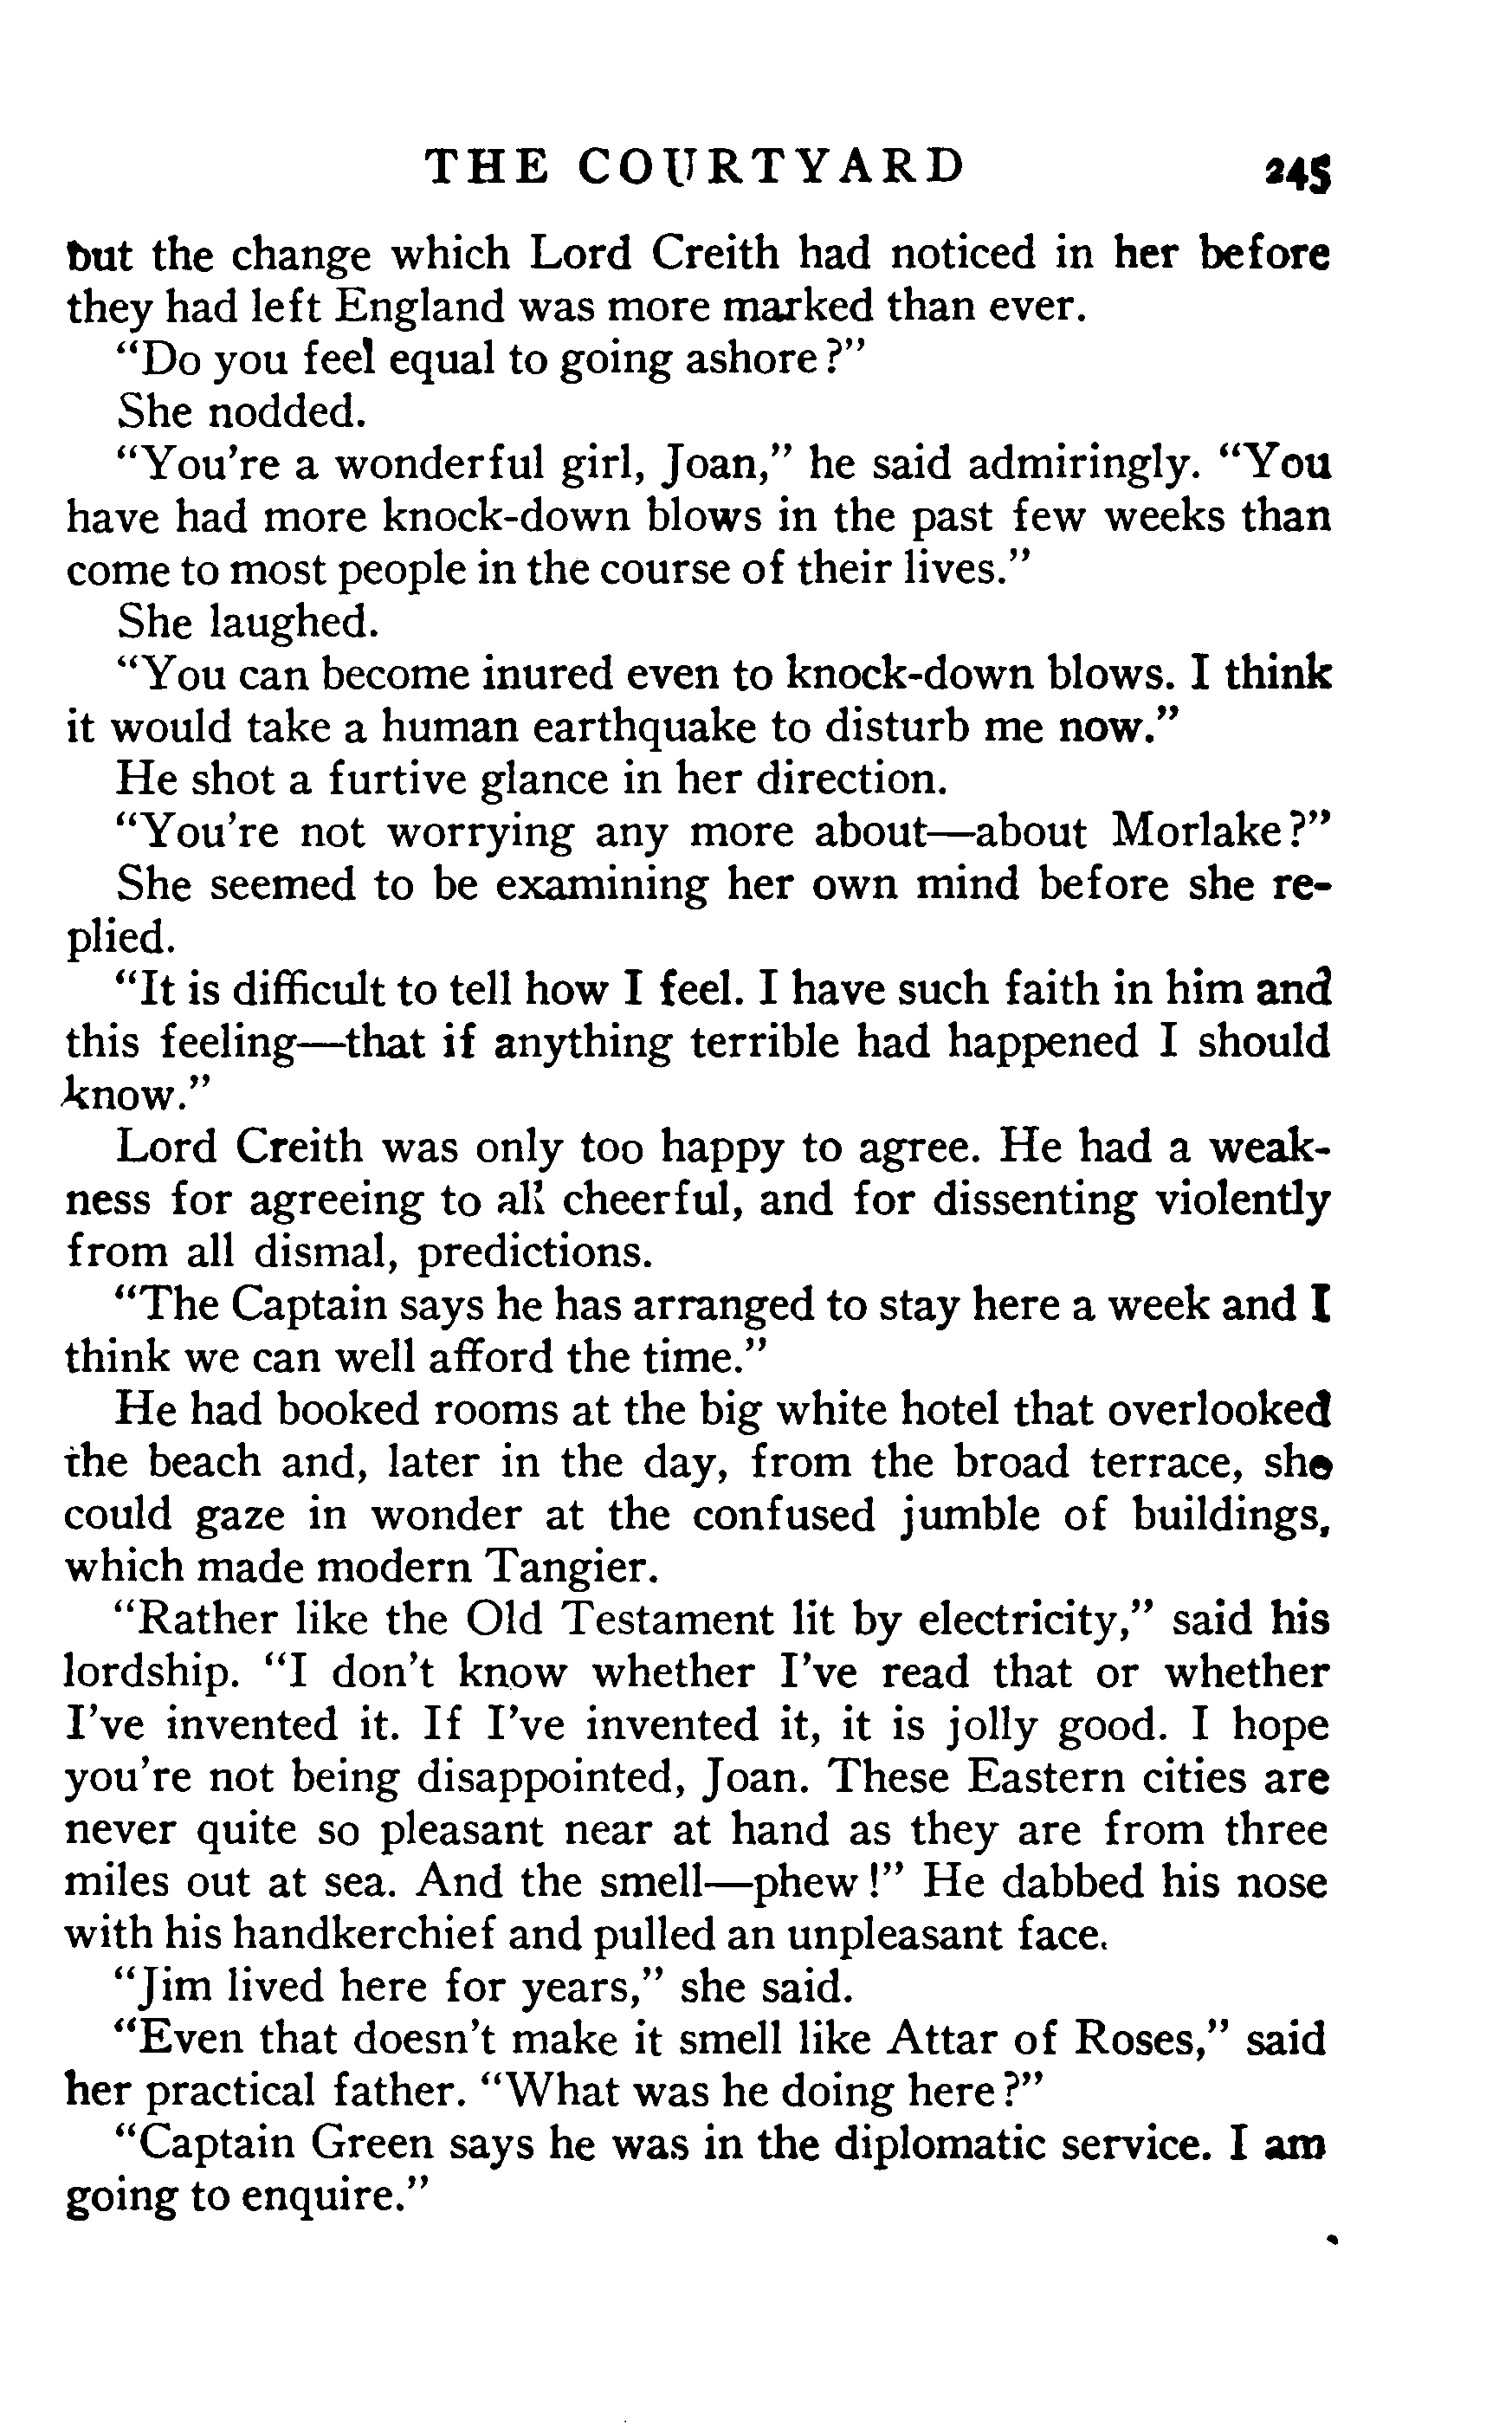 THE COURTYARD 245
but the change which Lord Creith had noticed in her before
they had left England was more marked than ever.
"Do you feel equal to going ashore?"
She nodded.
"You're a wonderful girl, Joan," he said admiringly. "You
have had more knock-down blows in the past few weeks than
come to most people in the course of their lives."
She laughed.
"You can become inured even to knock-down blows. I think
it would take a human earthquake to disturb me now."
He shot a furtive glance in her direction.
"You're not worrying any more about—about Morlake?"
She seemed to be examining her own mind before she re-
plied.
"It is difficult to tell how I feel. I have such faith in him and
this feeling—that if anything terrible had happened I should
know."
Lord Creith was only too happy to agree. He had a weak-
ness for agreeing to all cheerful, and for dissenting violently
from all dismal, predictions.
"The Captain says he has arranged to stay here a week and I
think we can well afford the time."
He had booked rooms at the big white hotel that overlooked
the beach and, later in the day, from the broad terrace, she
could gaze in wonder at the confused jumble of buildings,
which made modern Tangier.
"Rather like the Old Testament lit by electricity," said his
lordship. "I don't know whether I've read that or whether
I've invented it. If I've invented it, it is jolly good. I hope
you're not being disappointed, Joan. These Eastern cities are
never quite so pleasant near at hand as they are from three
miles out at sea. And the smell—phew!" He dabbed his nose
with his handkerchief and pulled an unpleasant face.
"Jim lived here for years," she said.
"Even that doesn't make it smell like Attar of Roses," said
her practical father. "What was he doing here?"
"Captain Green says he was in the diplomatic service. I am
going to enquire."